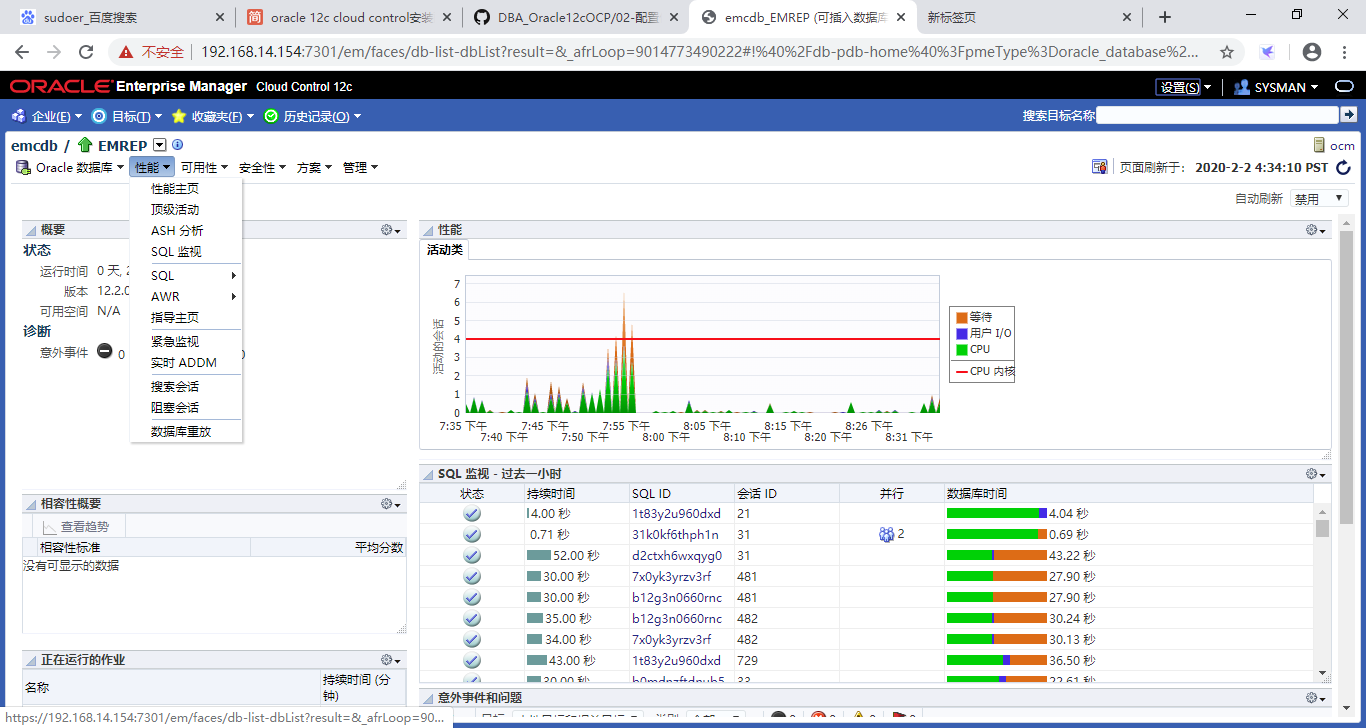 sudoer_百度搜索
oracle 12c cloud control安装
DBA_Oracle12cOCP/02-配置
emcdb_EMREP (可插入数据库
新标签页
不安全
192.168.14.154:7301/em/faces/db-list-dbList?result=&_afrLoop=9014773490222#!%40%2Fdb-pdb-home%40%3FpmeType%3Doracle_database%2...
ORACLE Enterprise Manager Cloud Control 12c
设置(S)
SYSMAN
企业(E)
目标(T)
收藏夹(F)
历史记录(O)
搜索目标名称
emcdb / EMREP
ocm
Oracle 数据库
性能
可用性
安全性
方案
管理
页面刷新于： 2020-2-2 4:34:10 PST
自动刷新 禁用
性能主页
顶级活动
ASH 分析
SQL 监视
SQL
AWR
指导主页
紧急监视
实时 ADDM
搜索会话
阻塞会话
数据库重放
概要
状态
运行时间 0 天,
版本 12.2.0
可用空间 N/A
诊断
意外事件 0
相容性概要
查看趋势
相容性标准 平均分数
没有可显示的数据
正在运行的作业
名称 持续时间 (分钟)
性能
活动类
活动的会话
7
6
5
4
3
2
1
0
7:35 下午
7:40 下午
7:45 下午
7:50 下午
7:55 下午
8:00 下午
8:05 下午
8:10 下午
8:15 下午
8:20 下午
8:26 下午
8:31 下午
等待
用户 I/O
CPU
CPU 内核
SQL 监视 - 过去一小时
状态 持续时间 SQL ID 会话 ID 并行 数据库时间
4.00 秒 1t83y2u960dxd 21 4.04 秒
0.71 秒 31k0kf6thph1n 31 2 0.69 秒
52.00 秒 d2ctxh6wxqyg0 31 43.22 秒
30.00 秒 7x0yk3yrzv3rf 481 27.90 秒
30.00 秒 b12g3n0660rnc 481 27.90 秒
35.00 秒 b12g3n0660rnc 482 30.24 秒
34.00 秒 7x0yk3yrzv3rf 482 30.13 秒
43.00 秒 1t83y2u960dxd 729 36.50 秒
30.00 秒 33 22.61 秒
意外事件和问题
https://192.168.14.154:7301/em/faces/db-list-dbList?result=&_afrLoop=90...